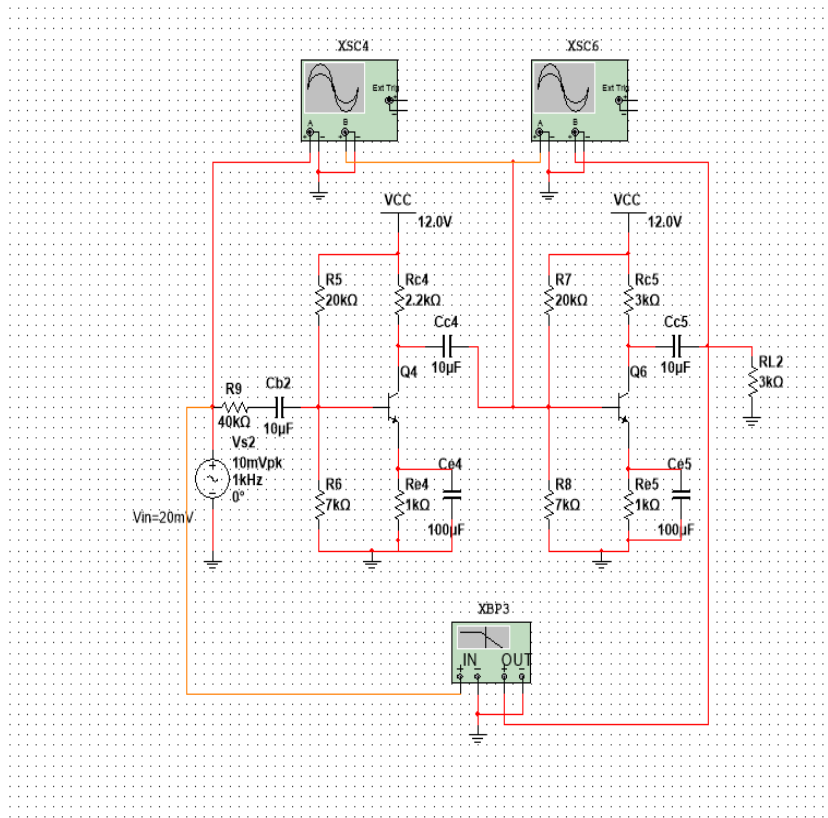 XSC4
XSC6
Ext Trig
Ext Trig
A
B
A
B
VCC
12.0V
VCC
12.0V
R5
20kΩ
Rc4
2.2kΩ
R7
20kΩ
Rc5
3kΩ
Cc4
10µF
Cc5
10µF
RL2
3kΩ
Q4
Q6
R9
40kΩ
Cb2
10µF
Vs2
10mVpk
1kHz
0°
Vin=20mV
R6
7kΩ
Re4
1kΩ
Ce4
100µF
R8
7kΩ
Re5
1kΩ
Ce5
100µF
XBP3
IN
OUT